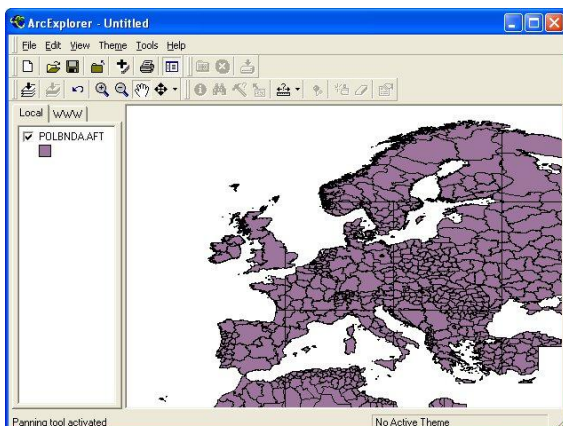 ArcExplorer - Untitled
File Edit View Theme Tools Help
Local WWW
POLBNDA.AFT
Panning tool activated No Active Theme